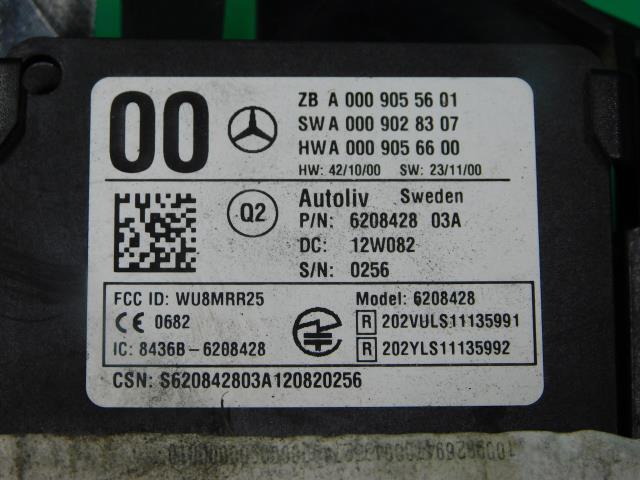 00
ZB A 000 905 56 01
SW A 000 902 83 07
HW A 000 905 66 00
HW: 42/10/00 SW: 23/11/00
Q2
Autoliv Sweden
P/N: 6208428 03A
DC: 12W082
S/N: 0256
FCC ID: WU8MRR25
CE 0682
IC: 8436B-6208428
Model: 6208428
R 202VULS11135991
R 202YLS11135992
CSN: S620842803A120820256